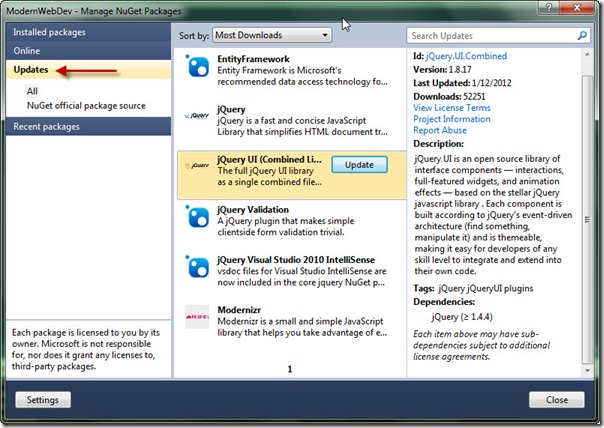 ModernWebDev - Manage NuGet Packages
Installed packages
Online
Updates
All
NuGet official package source
Recent packages
Each package is licensed to you by its
owner. Microsoft is not responsible
for, nor does it grant any licenses to,
third-party packages.
Settings
Sort by: Most Downloads
EntityFramework
Entity Framework is Microsoft's
recommended data access technology fo...
jQuery
jQuery is a fast and concise JavaScript
Library that simplifies HTML document tr...
jQuery UI (Combined Li...
The full jQuery UI library
as a single combined file...
Update
jQuery Validation
A jQuery plugin that makes simple
clientside form validation trivial.
jQuery Visual Studio 2010 IntelliSense
vsdoc files for Visual Studio IntelliSense are
now included in the core jquery NuGet p...
Modernizr
Modernizr is a small and simple JavaScript
library that helps you take advantage of e...
1
Search Updates
Id: jQuery.UI.Combined
Version: 1.8.17
Last Updated: 1/12/2012
Downloads: 52251
View License Terms
Project Information
Report Abuse
Description:
jQuery UI is an open source library of
interface components — interactions,
full-featured widgets, and animation
effects — based on the stellar jQuery
javascript library . Each component is
built according to jQuery's event-driven
architecture (find something,
manipulate it) and is themeable,
making it easy for developers of any
skill level to integrate and extend into
their own code.
Tags: jQuery jQueryUI plugins
Dependencies:
jQuery (≥ 1.4.4)
Each item above may have sub-
dependencies subject to additional
license agreements.
Close